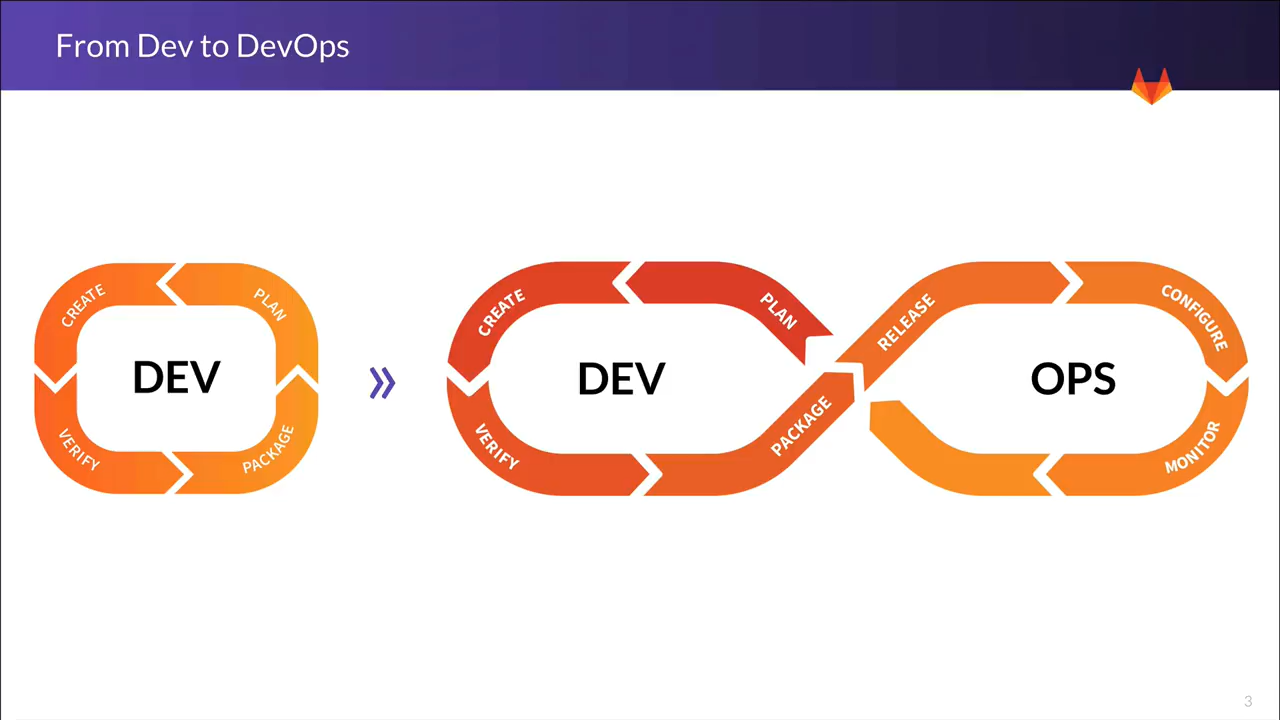 From Dev to DevOps
CREATE
PLAN
DEV
VERIFY
PACKAGE
CREATE
PLAN
DEV
VERIFY
PACKAGE
RELEASE
CONFIGURE
OPS
MONITOR
3